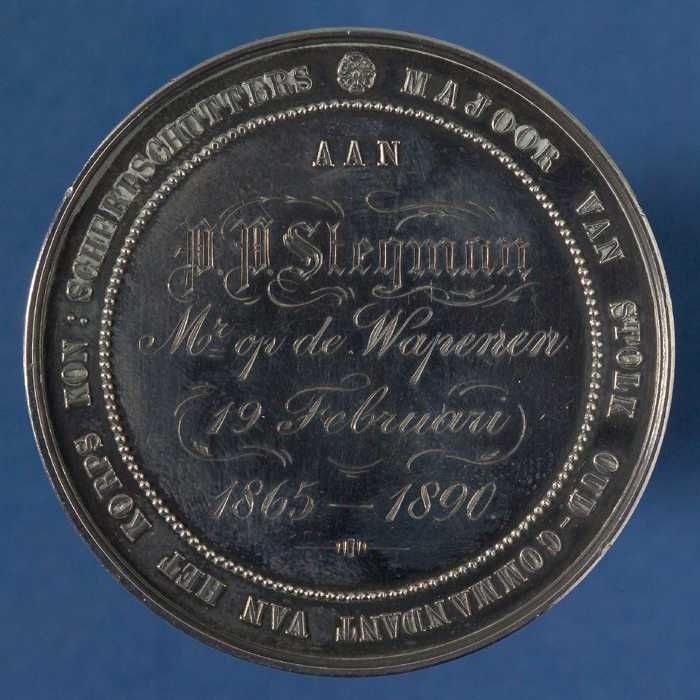 MAJOOR VAN STOLK OUD-COMMANDANT VAN HET KORPS KON: SCHERPSCHUTTERS
AAN
P.P. Stegman
Mr op de Wapenen
19 Februari
1865 — 1890.